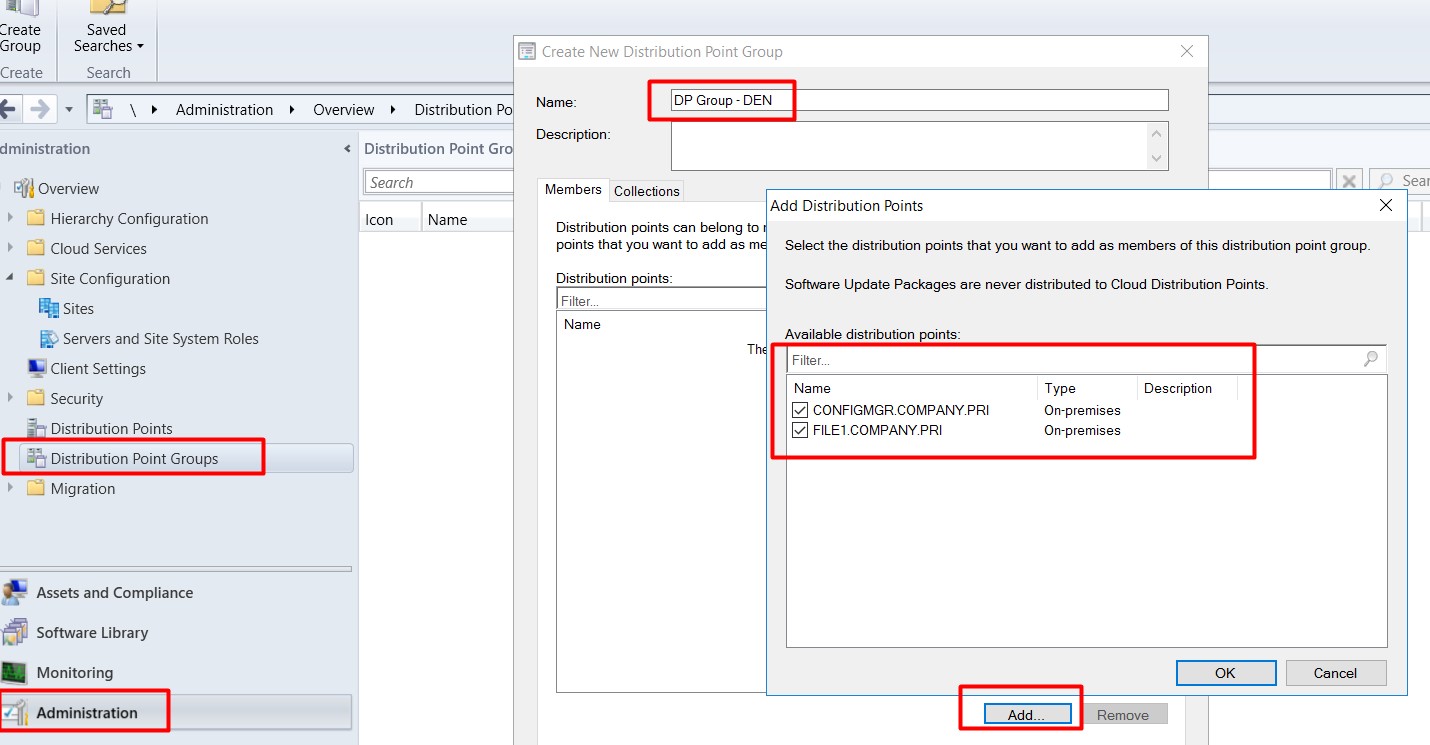 Create
Group
Saved
Searches
Create
Search
\ Administration Overview Distribution Po
dministration
Overview
Hierarchy Configuration
Cloud Services
Site Configuration
Sites
Servers and Site System Roles
Client Settings
Security
Distribution Points
Distribution Point Groups
Migration
Assets and Compliance
Software Library
Monitoring
Administration
Distribution Point Gro
Search
Icon Name
Sear
Create New Distribution Point Group
Name: DP Group - DEN
Description:
Members Collections
Distribution points can belong to
points that you want to add as me
Distribution points:
Filter...
Name
The
Add... Remove
Add Distribution Points
Select the distribution points that you want to add as members of this distribution point group.
Software Update Packages are never distributed to Cloud Distribution Points.
Available distribution points:
Filter...
Name Type Description
CONFIGMGR.COMPANY.PRI On-premises
FILE1.COMPANY.PRI On-premises
OK Cancel